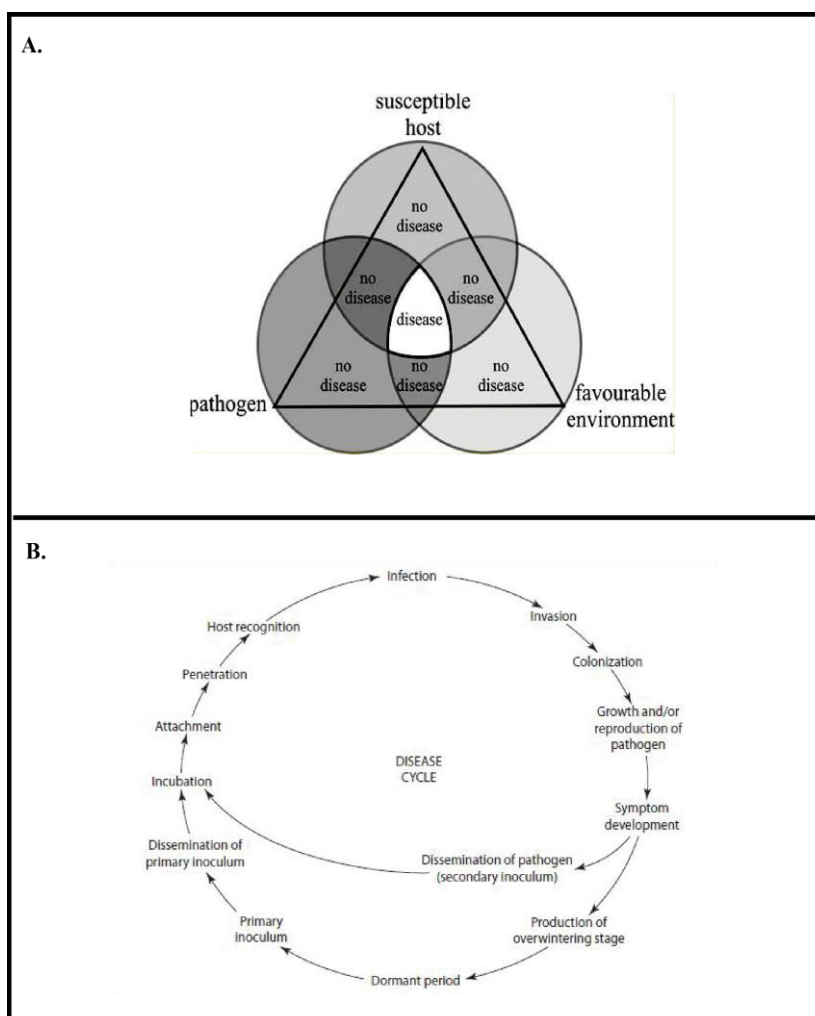 A.
susceptible
host
no
disease
no
disease
no
disease
disease
no
disease
no
disease
no
disease
pathogen
favourable
environment
B.
Infection
Host recognition
Invasion
Penetration
Colonization
Attachment
Growth and/or
reproduction of
pathogen
DISEASE
CYCLE
Incubation
Symptom
development
Dissemination of
primary inoculum
Dissemination of pathogen
(secondary inoculum)
Primary
inoculum
Production of
overwintering stage
Dormant period